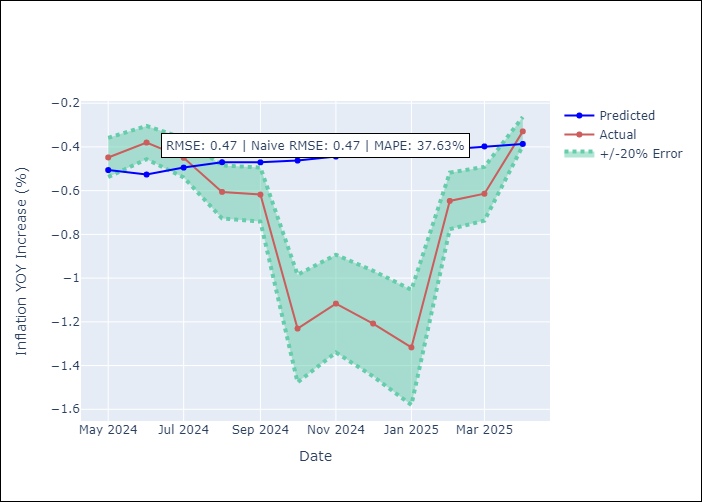 RMSE: 0.47 | Naive RMSE: 0.47 | MAPE: 37.63%
Predicted
Actual
+/-20% Error
Inflation YOY Increase (%)
−0.2
−0.4
−0.6
−0.8
−1
−1.2
−1.4
−1.6
May 2024
Jul 2024
Sep 2024
Nov 2024
Jan 2025
Mar 2025
Date